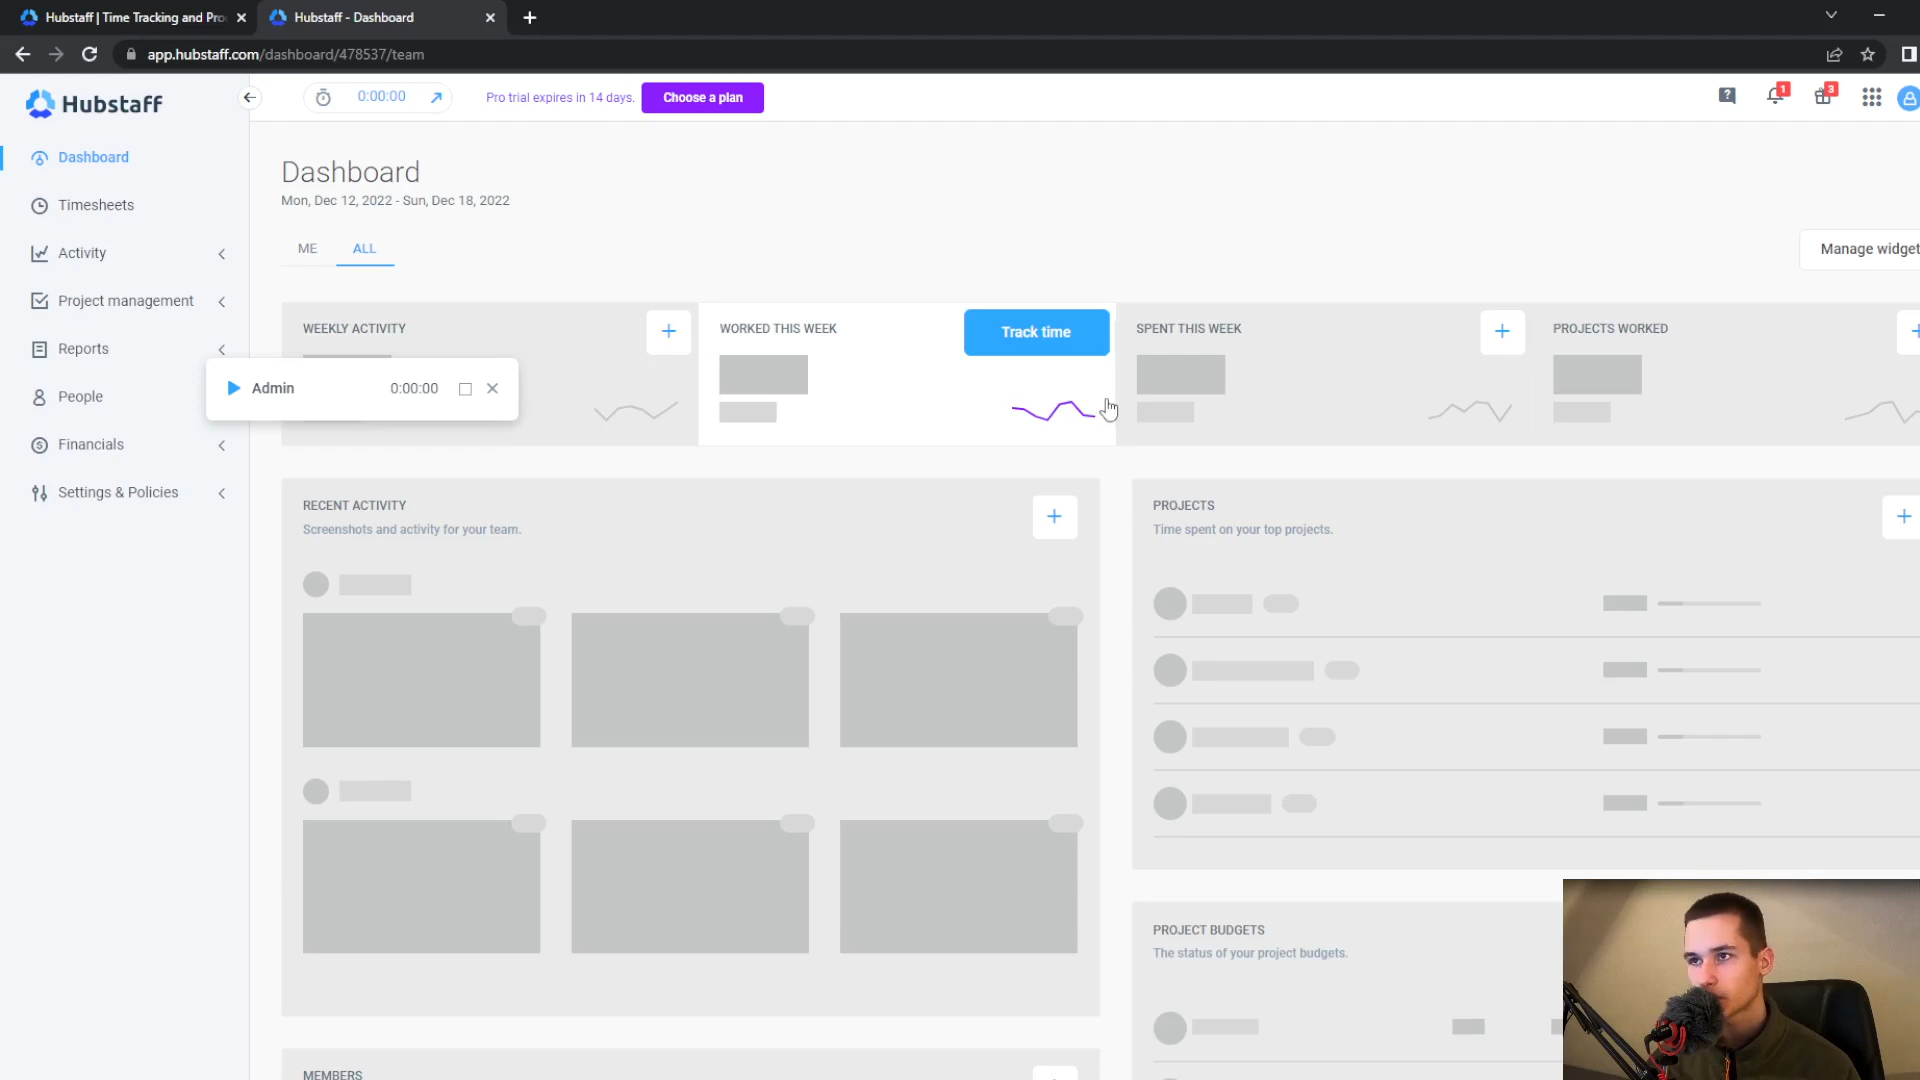 Hubstaff | Time Tracking and Pro
Hubstaff - Dashboard
app.hubstaff.com/dashboard/478537/team
Hubstaff
0:00:00
Pro trial expires in 14 days.
Choose a plan
1
3
Dashboard
Timesheets
Activity
Project management
Reports
People
Financials
Settings & Policies
Admin
0:00:00
Dashboard
Mon, Dec 12, 2022 - Sun, Dec 18, 2022
ME
ALL
Manage widget
WEEKLY ACTIVITY
WORKED THIS WEEK
Track time
SPENT THIS WEEK
PROJECTS WORKED
RECENT ACTIVITY
Screenshots and activity for your team.
PROJECTS
Time spent on your top projects.
PROJECT BUDGETS
The status of your project budgets.
MEMBERS